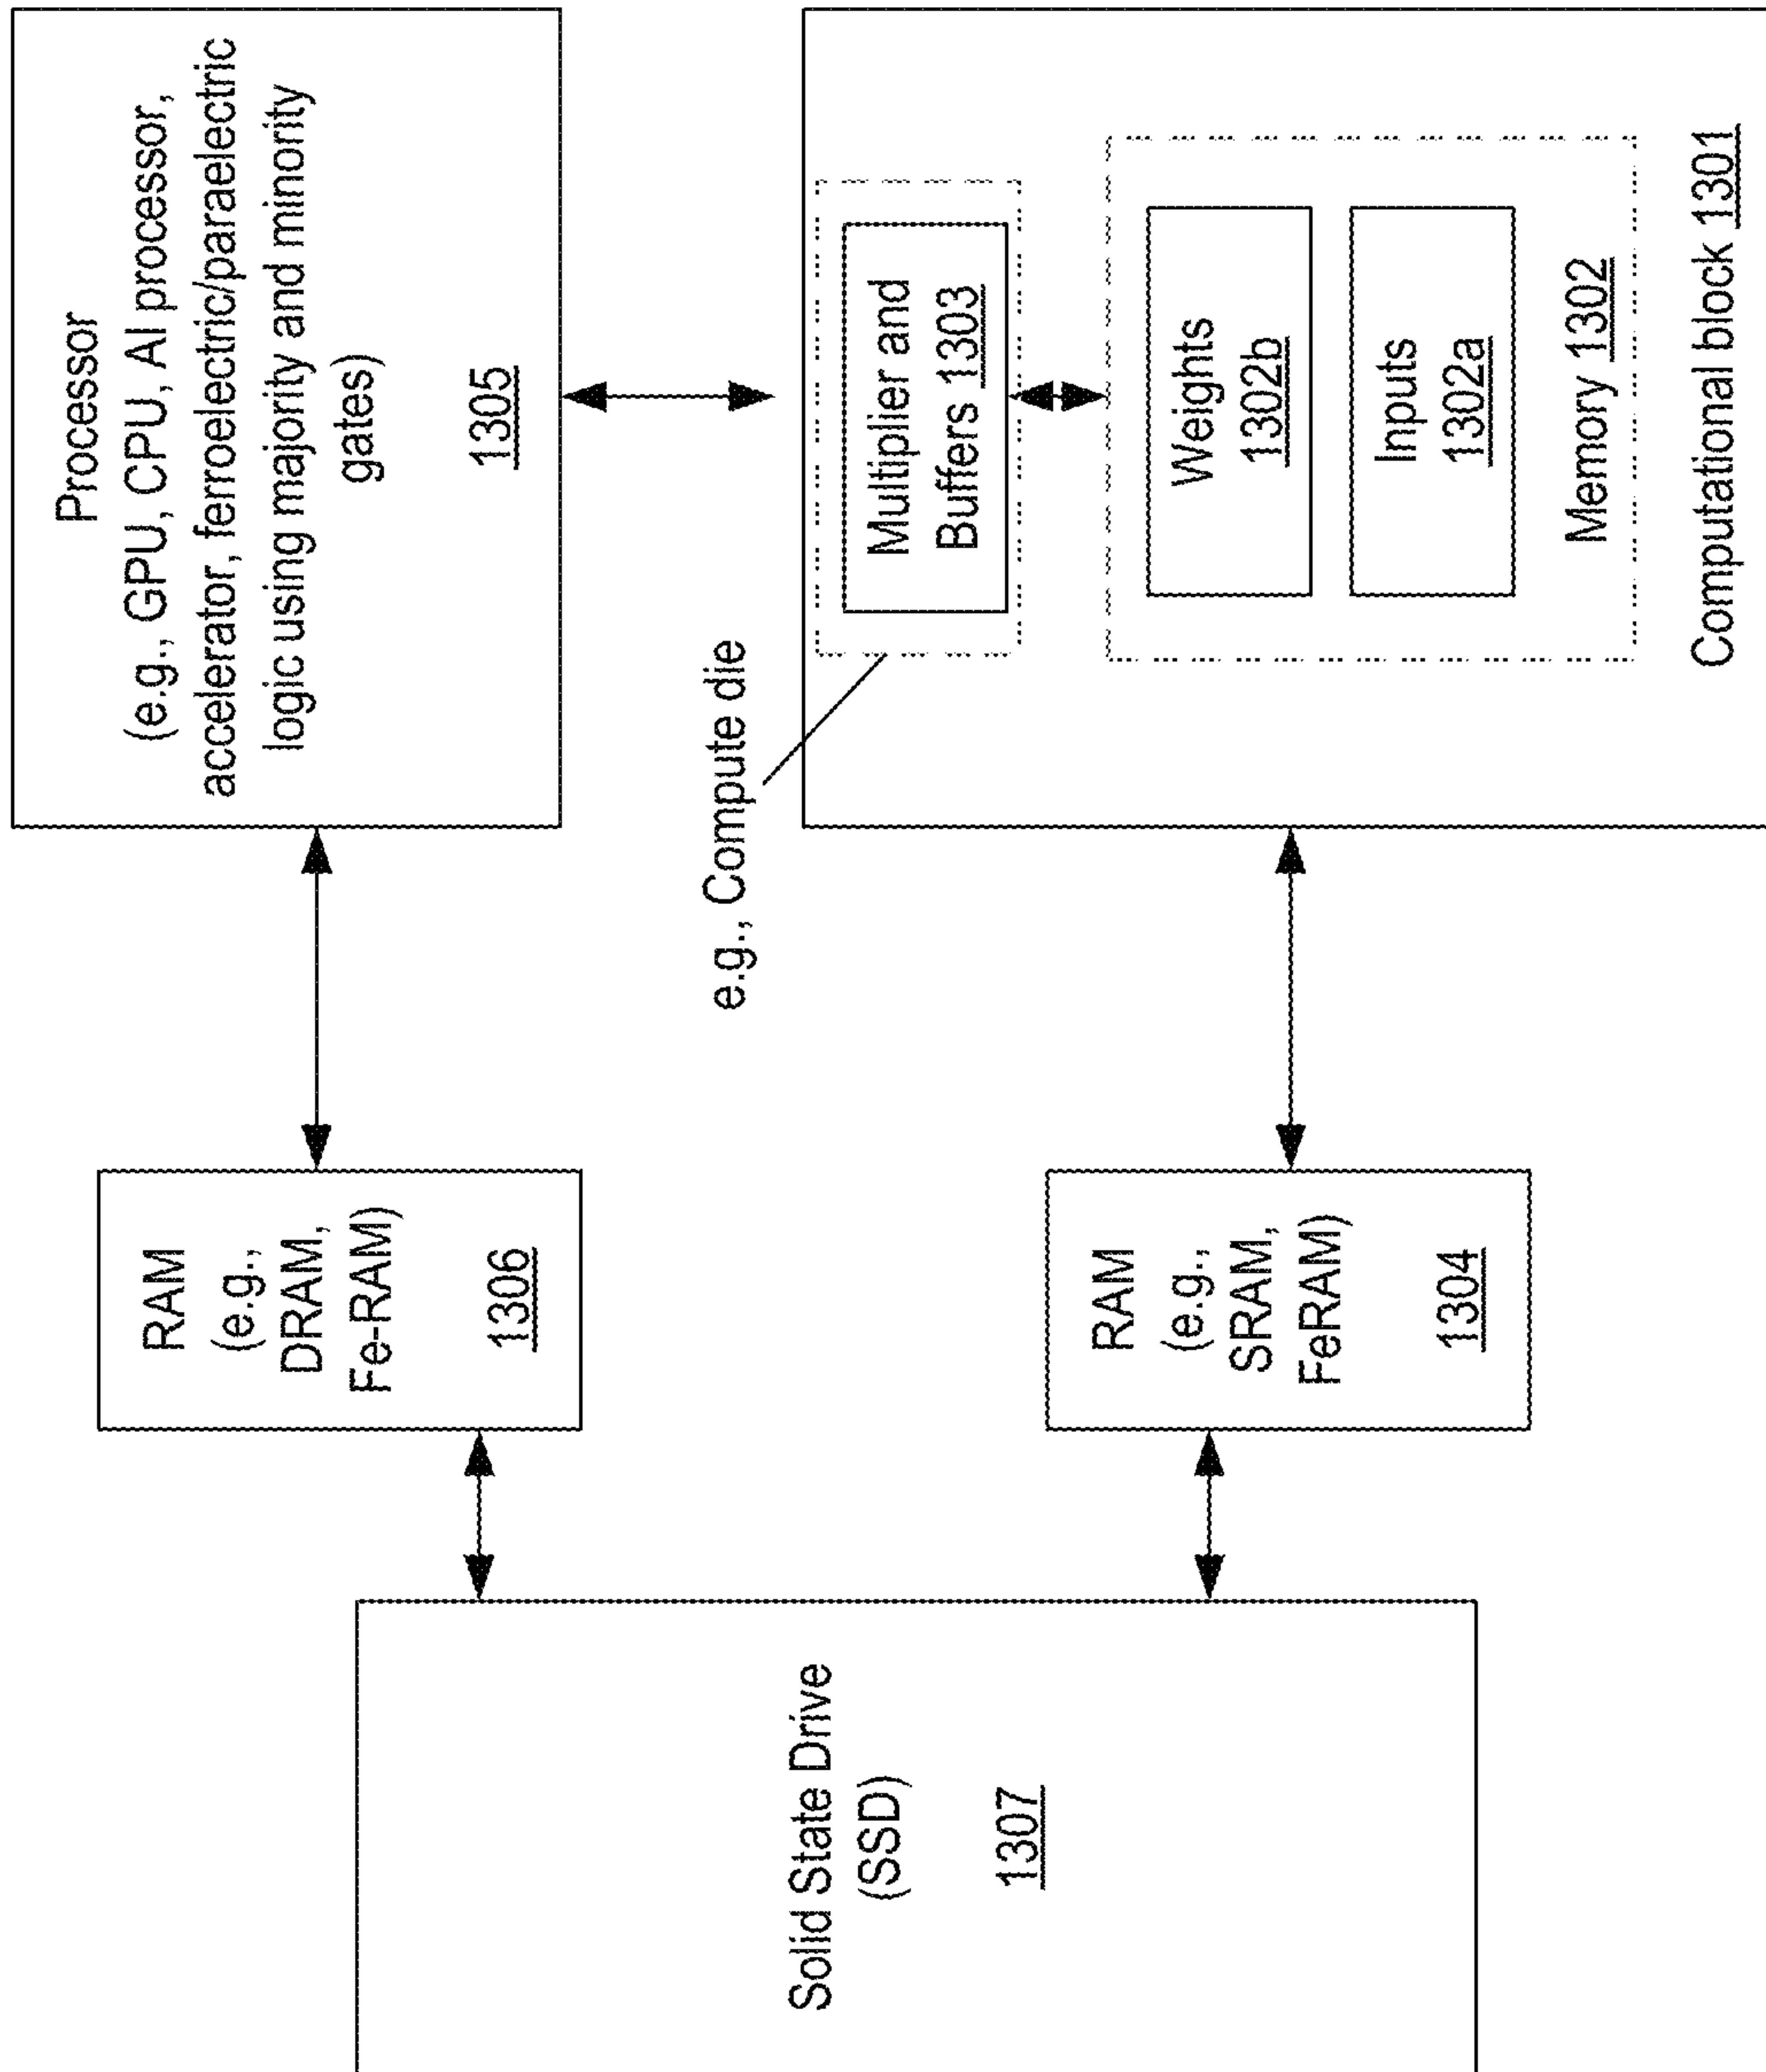 Processor
(e.g., GPU, CPU, AI processor,
accelerator, ferroelectric/paraelectric
logic using majority and minority
gates)
1305
RAM
(e.g.,
DRAM,
Fe-RAM)
1306
Solid State Drive
(SSD)
1307
RAM
(e.g.,
SRAM,
FeRAM)
1304
e.g., Compute die
Multiplier and
Buffers 1303
Weights
1302b
Inputs
1302a
Memory 1302
Computational block 1301